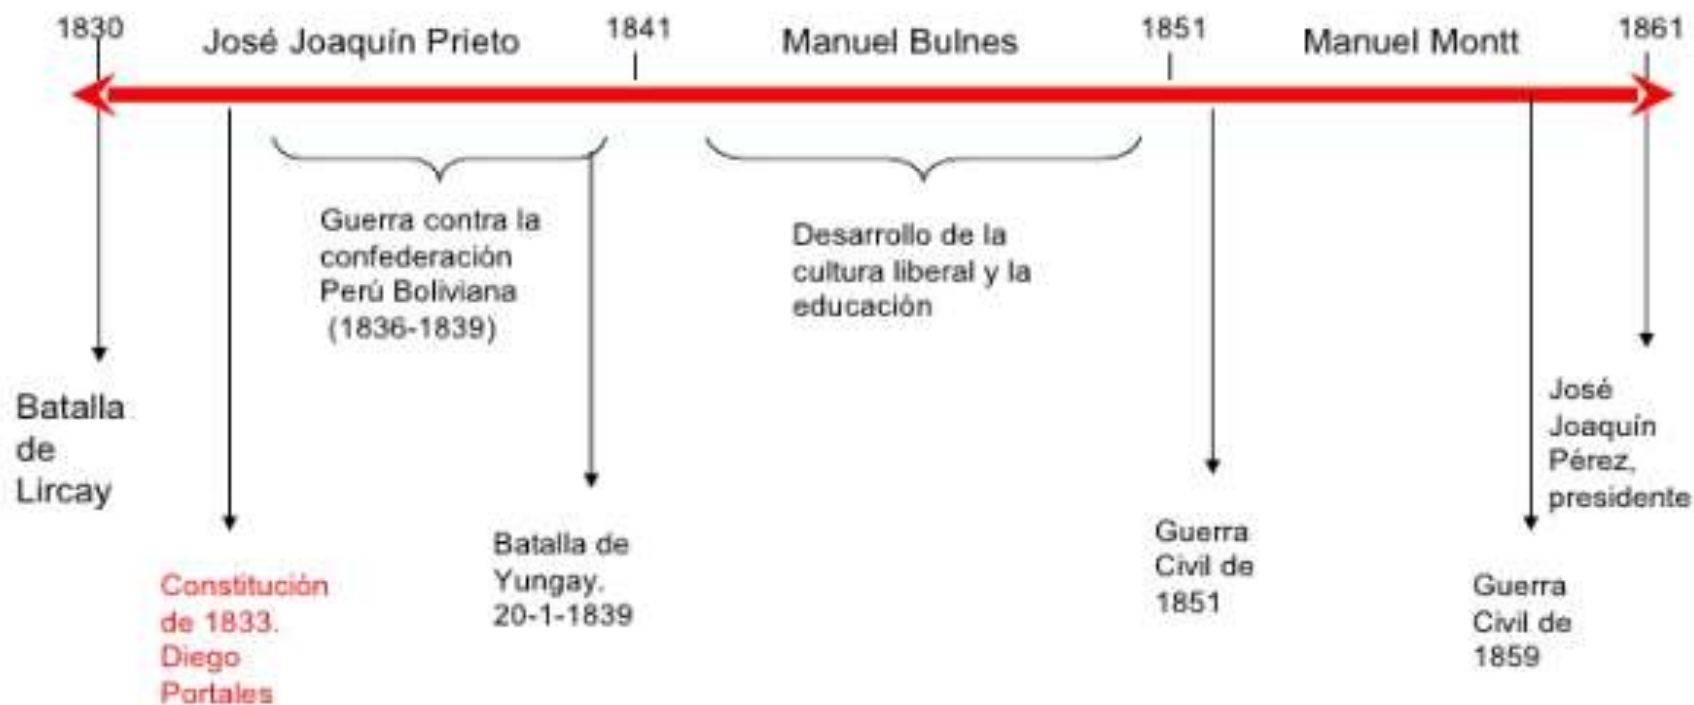 1830
José Joaquín Prieto
1841
Manuel Bulnes
1851
Manuel Montt
1861
Guerra contra la
confederación
Perú Boliviana
(1836-1839)
Desarrollo de la
cultura liberal y la
educación
Batalla
de
Lircay
José
Joaquín
Pérez,
presidente
Constitución
de 1833.
Diego
Portales
Batalla de
Yungay.
20-1-1839
Guerra
Civil de
1851
Guerra
Civil de
1859